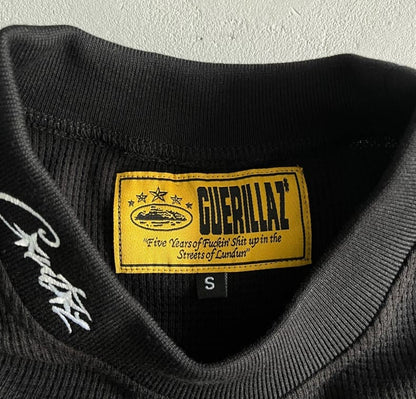 GUERILLAZ
"Five Years of Fuckin' Shit up in the
Streets of Lundun"
S